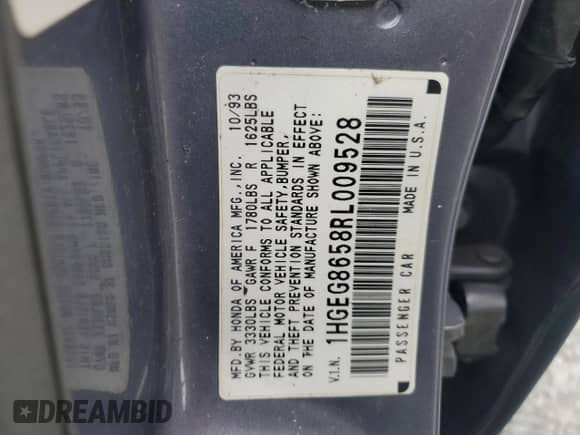 MFD.BY HONDA OF AMERICA MFG.,INC. 10/93
GVWR 3330LBS GAWR F 1780LBS R 1625LBS
THIS VEHICLE CONFORMS TO ALL APPLICABLE
FEDERAL MOTOR VEHICLE SAFETY,BUMPER,
AND THEFT PREVENTION STANDARDS IN EFFECT
ON THE DATE OF MANUFACTURE SHOWN ABOVE:
V.I.N. 1HGEG8658RL009528
PASSENGER CAR MADE IN U.S.A.
DREAMBID